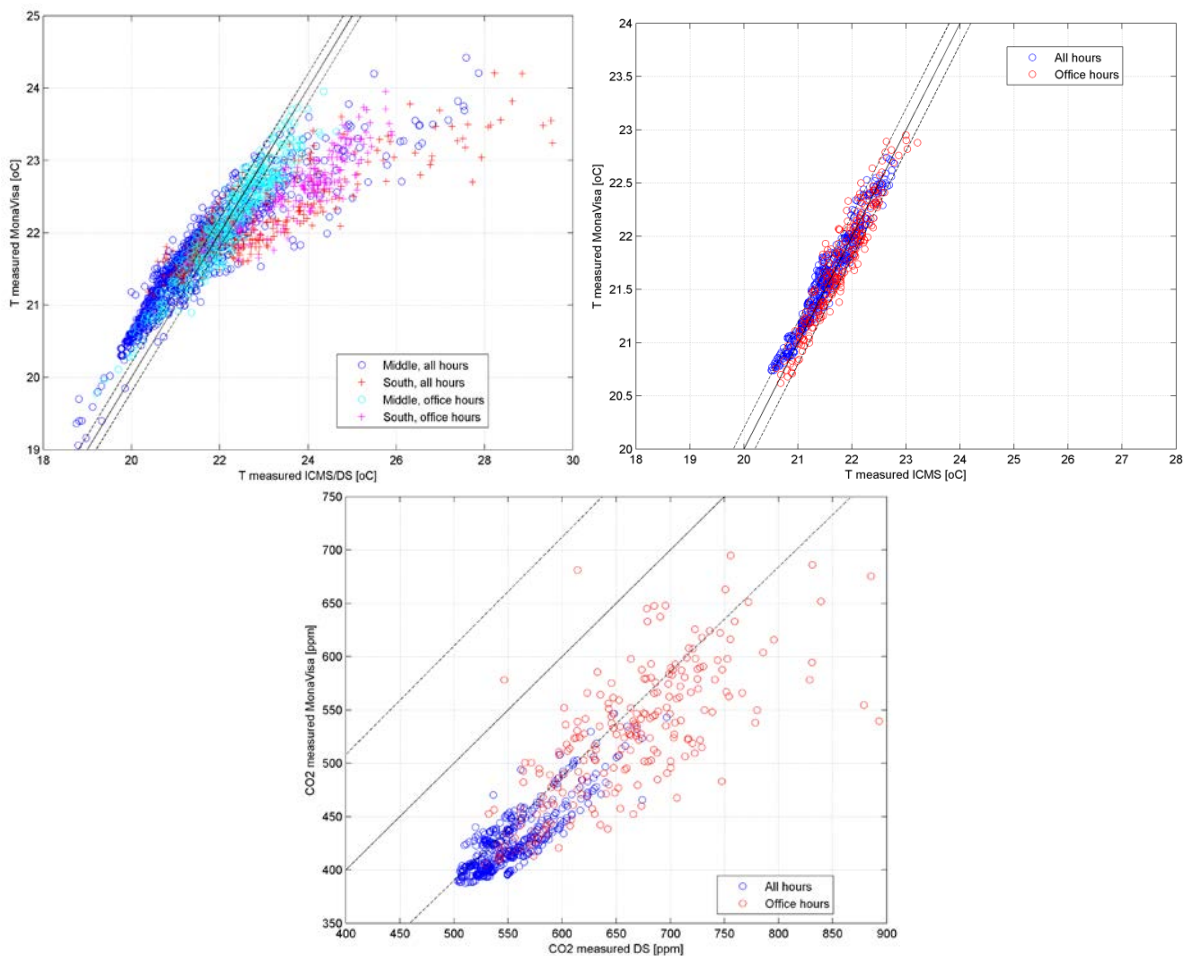 25
24
23
22
21
20
19
T measured MonaVisa [oC]
Middle, all hours
South, all hours
Middle, office hours
South, office hours
18 20 22 24 26 28 30
T measured ICMS/DS [oC]
24
23.5
23
22.5
22
21.5
21
20.5
20
T measured MonaVisa [oC]
All hours
Office hours
18 19 20 21 22 23 24 25 26 27 28
T measured ICMS [oC]
750
700
650
600
550
500
450
400
350
CO2 measured MonaVisa [ppm]
All hours
Office hours
400 450 500 550 600 650 700 750 800 850 900
CO2 measured DS [ppm]